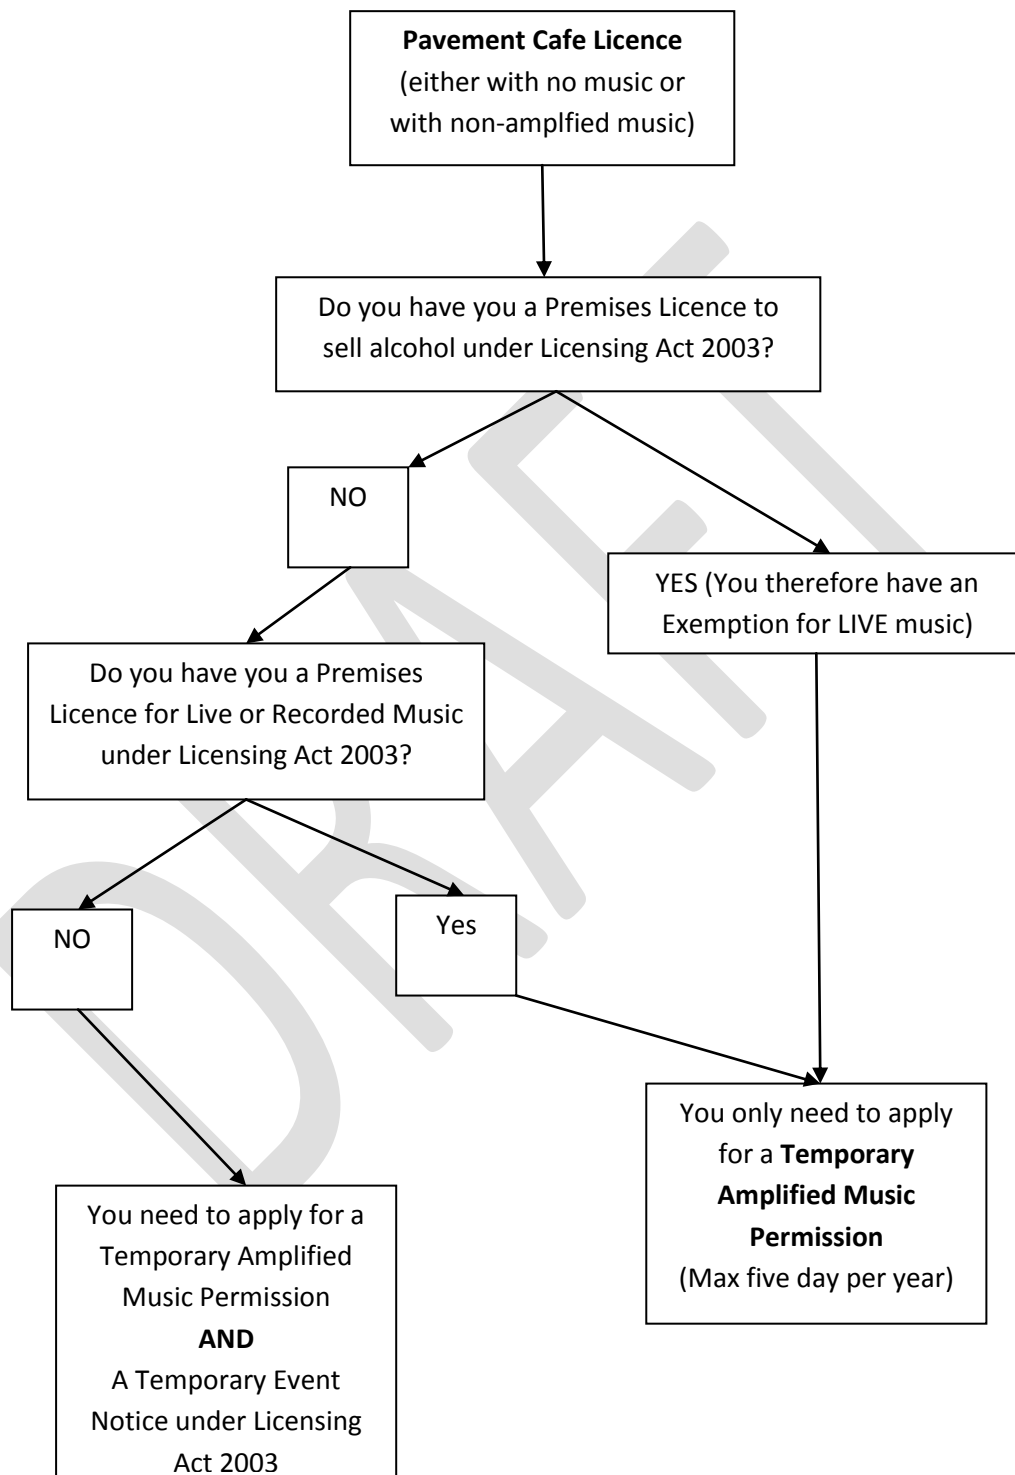 Pavement Cafe Licence
(either with no music or
with non-amplfied music)
Do you have you a Premises Licence to
sell alcohol under Licensing Act 2003?
NO
YES (You therefore have an
Exemption for LIVE music)
Do you have you a Premises
Licence for Live or Recorded Music
under Licensing Act 2003?
NO
Yes
You only need to apply
for a Temporary
Amplified Music
Permission
(Max five day per year)
You need to apply for a
Temporary Amplified
Music Permission
AND
A Temporary Event
Notice under Licensing
Act 2003
DRAFT